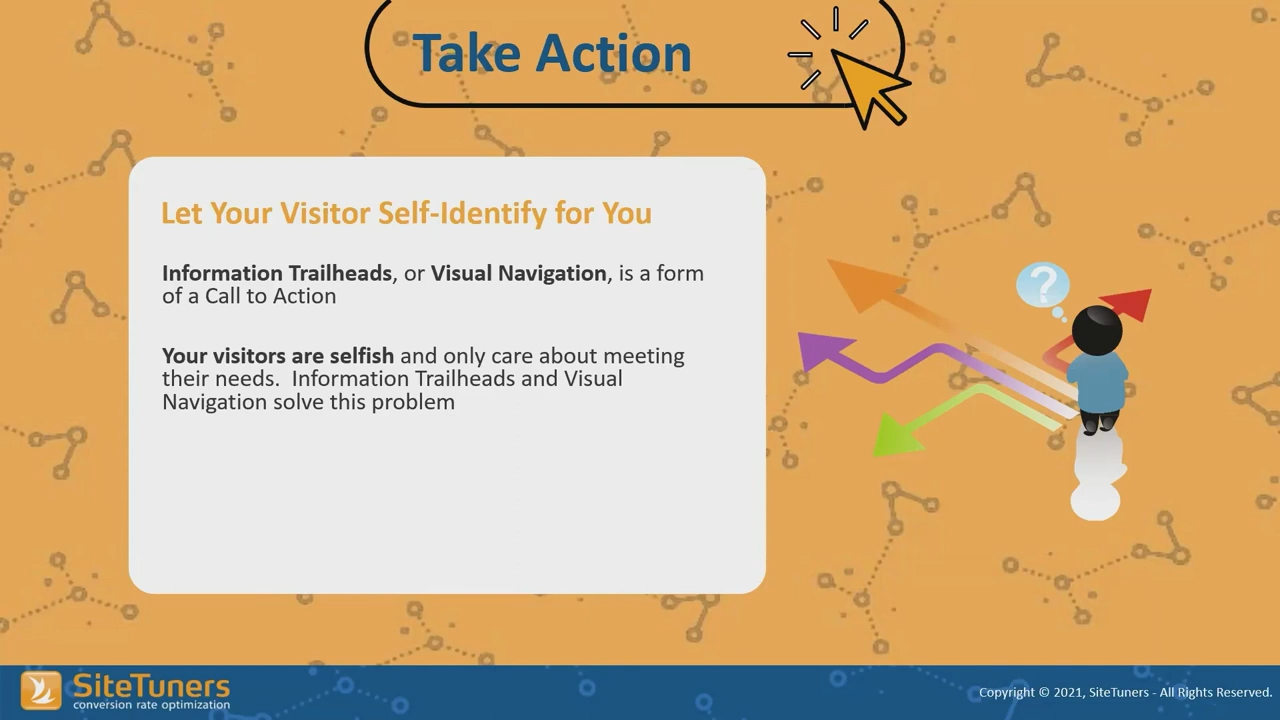 Take Action
Let Your Visitor Self-Identify for You
Information Trailheads, or Visual Navigation, is a form
of a Call to Action
Your visitors are selfish and only care about meeting
their needs.  Information Trailheads and Visual
Navigation solve this problem
?
SiteTuners
conversion rate optimization
Copyright © 2021, SiteTuners - All Rights Reserved.